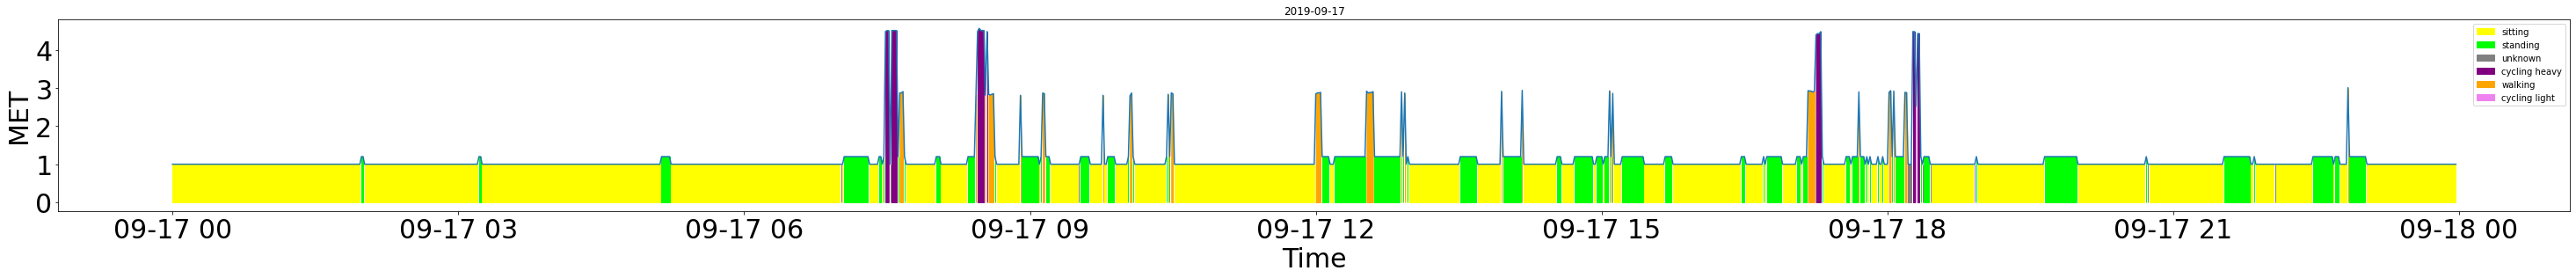 2019-09-17
MET
4
3
2
1
0
sitting
standing
unknown
cycling heavy
walking
cycling light
09-17 00 09-17 03 09-17 06 09-17 09 09-17 12 09-17 15 09-17 18 09-17 21 09-18 00
Time